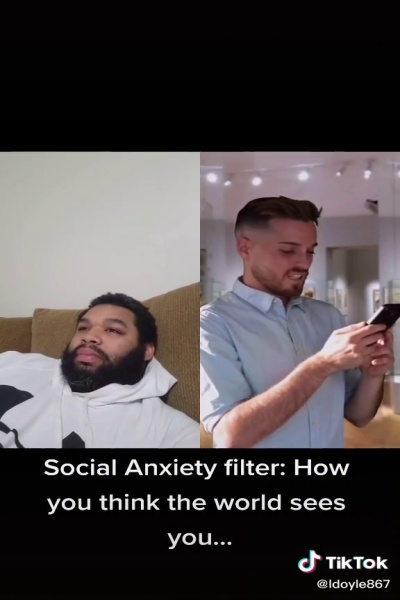 Social Anxiety filter: How
you think the world sees
you...
TikTok
@ldoyle867